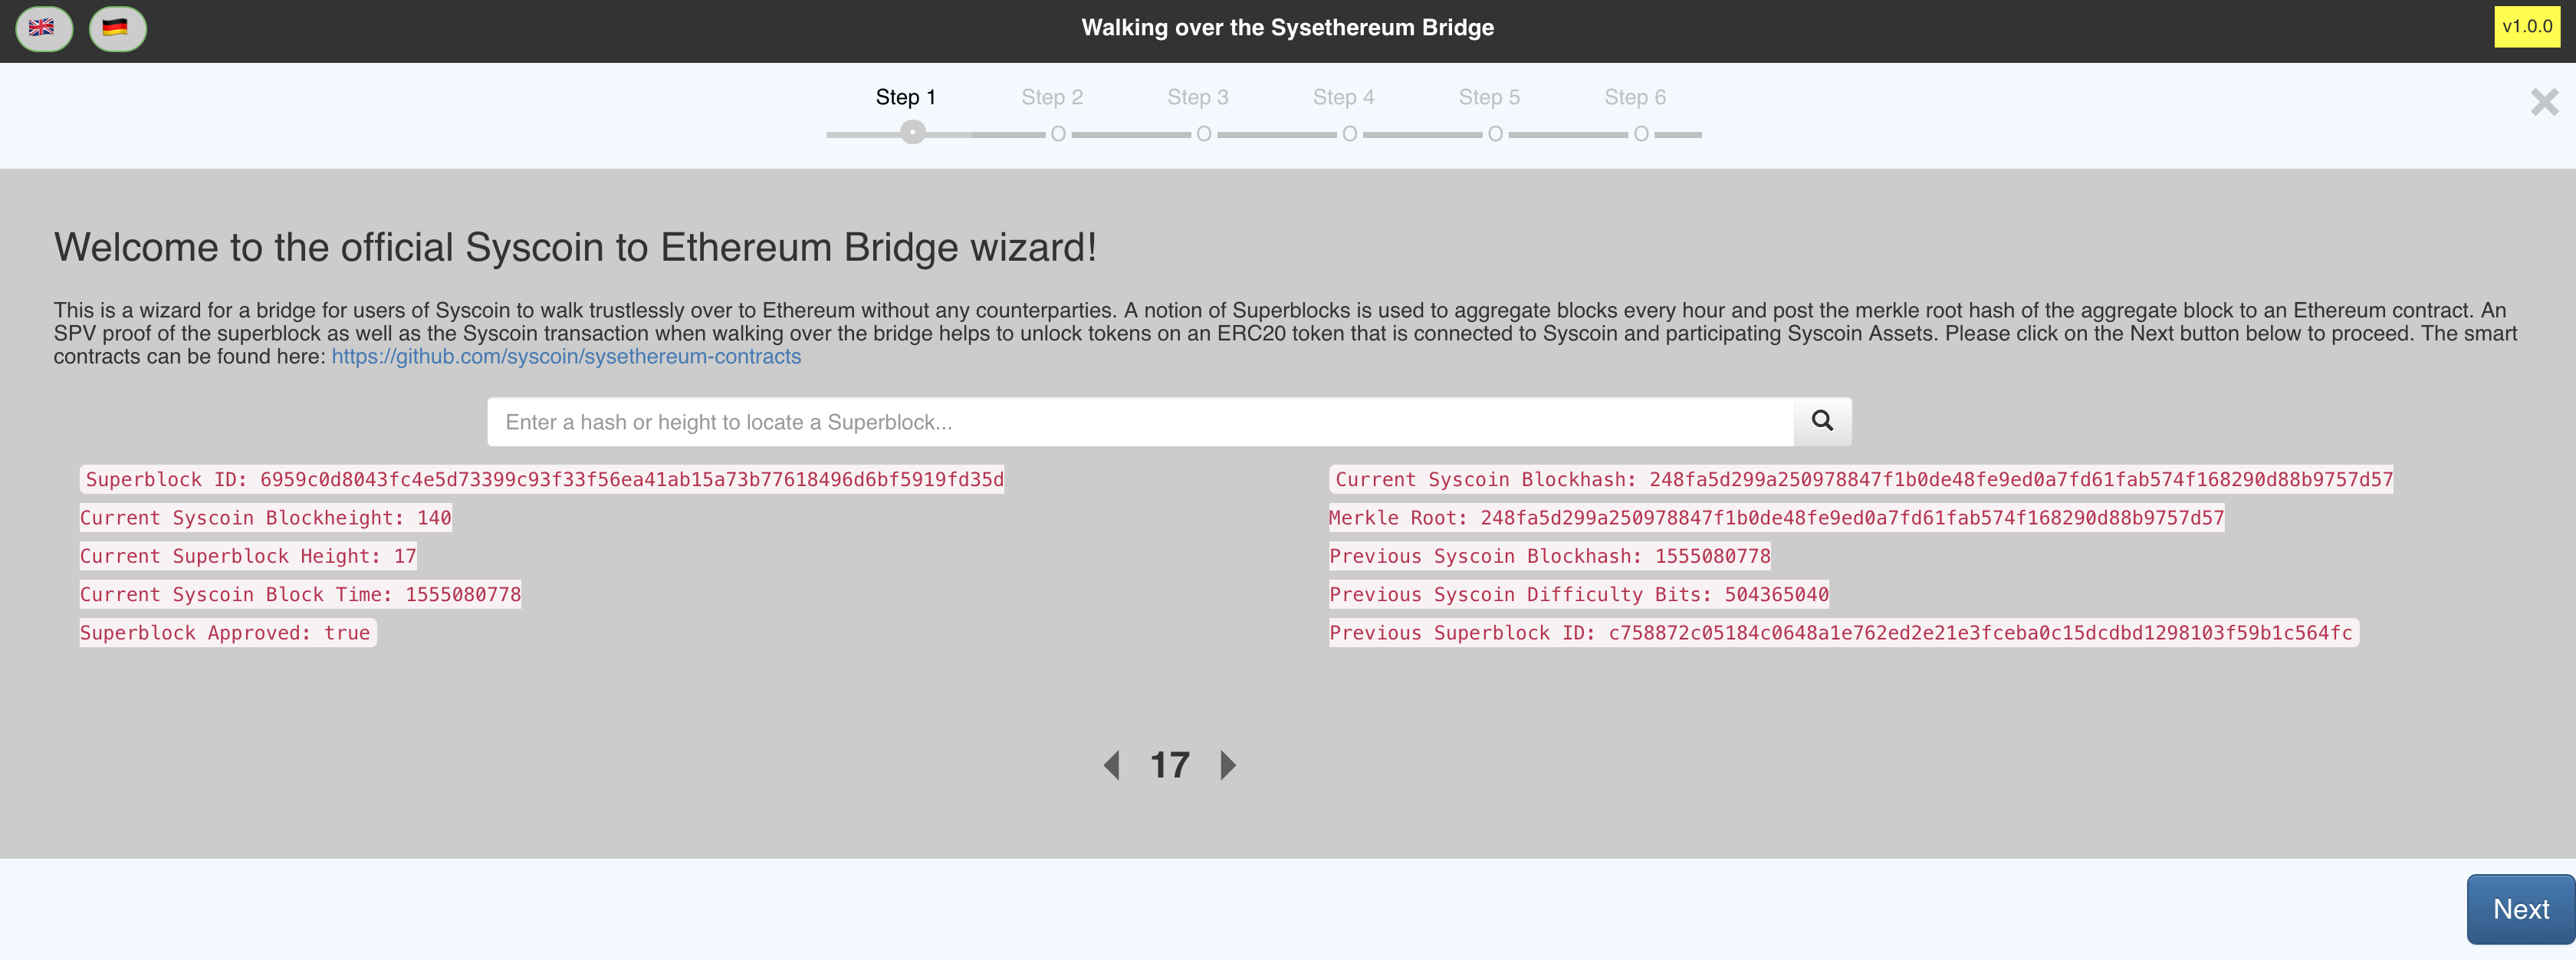 Walking over the Sysethereum Bridge
v1.0.0
Step 1
Step 2
Step 3
Step 4
Step 5
Step 6
Welcome to the official Syscoin to Ethereum Bridge wizard!
This is a wizard for a bridge for users of Syscoin to walk trustlessly over to Ethereum without any counterparties. A notion of Superblocks is used to aggregate blocks every hour and post the merkle root hash of the aggregate block to an Ethereum contract. An
SPV proof of the superblock as well as the Syscoin transaction when walking over the bridge helps to unlock tokens on an ERC20 token that is connected to Syscoin and participating Syscoin Assets. Please click on the Next button below to proceed. The smart
contracts can be found here: https://github.com/syscoin/sysethereum-contracts
Enter a hash or height to locate a Superblock...
Superblock ID: 6959c0d8043fc4e5d73399c93f33f56ea41ab15a73b77618496d6bf5919fd35d
Current Syscoin Blockheight: 140
Current Superblock Height: 17
Current Syscoin Block Time: 1555080778
Superblock Approved: true
Current Syscoin Blockhash: 248fa5d299a250978847f1b0de48fe9ed0a7fd61fab574f168290d88b9757d57
Merkle Root: 248fa5d299a250978847f1b0de48fe9ed0a7fd61fab574f168290d88b9757d57
Previous Syscoin Blockhash: 1555080778
Previous Syscoin Difficulty Bits: 504365040
Previous Superblock ID: c758872c05184c0648a1e762ed2e21e3fceba0c15dcdbd1298103f59b1c564fc
17
Next